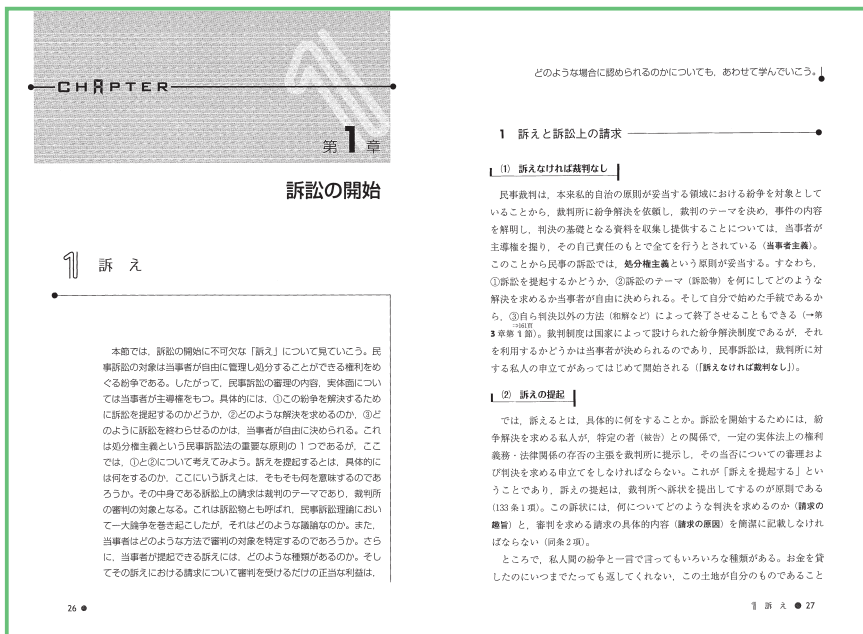 CHAPTER
第1章
訴訟の開始
1 訴え
本節では，訴訟の開始に不可欠な「訴え」について見ていこう。民
事訴訟の対象は当事者が自由に管理し処分することができる権利をめ
ぐる紛争である。したがって，民事訴訟の審理の内容，実体面につい
ては当事者が主導権をもつ。具体的には，①この紛争を解決するため
に訴訟を提起するのかどうか，②どのような解決を求めるのか，③ど
のように訴訟を終わらせるのかは，当事者が自由に決められる。これ
は処分権主義という民事訴訟法の重要な原則の1つであるが，ここ
では，①と②について考えてみよう。訴えを提起するとは，具体的に
は何をするのか，ここにいう訴えとは，そもそも何を意味するのであ
ろうか。その中身である訴訟上の請求は裁判のテーマであり，裁判所
の審判の対象となる。これは訴訟物とも呼ばれ，民事訴訟理論におい
て一大論争を巻き起こしたが，それはどのような議論なのか。また，
当事者はどのような方法で審判の対象を特定するのであろうか。さら
に，当事者が提起できる訴えには，どのような種類があるのか。そし
てその訴えにおける請求について審判を受けるだけの正当な利益は，
26
どのような場合に認められるのかについても，あわせて学んでいこう。
1 訴えと訴訟上の請求
(1) 訴えなければ裁判なし
民事裁判は，本来私的自治の原則が妥当する領域における紛争を対象として
いることから，裁判所に紛争解決を依頼し，裁判のテーマを決め，事件の内容
を解明し，判決の基礎となる資料を収集し提供することについては，当事者が
主導権を握り，その自己責任のもとで全てを行うとされている（当事者主義）。
このことから民事の訴訟では，処分権主義という原則が妥当する。すなわち，
①訴訟を提起するかどうか，②訴訟のテーマ（訴訟物）を何にしてどのような
解決を求めるか当事者が自由に決められる。そして自分で始めた手続であるか
ら，③自ら判決以外の方法（和解など）によって終了させることもできる（→第
⇒161頁
3章第1節）。裁判制度は国家によって設けられた紛争解決制度であるが，それ
を利用するかどうかは当事者が決められるのであり，民事訴訟は，裁判所に対
する私人の申立てがあってはじめて開始される（「訴えなければ裁判なし」）。
(2) 訴えの提起
では，訴えるとは，具体的に何をすることか。訴訟を開始するためには，紛
争解決を求める私人が，特定の者（被告）との関係で，一定の実体法上の権利
義務・法律関係の存否の主張を裁判所に提示し，その当否についての審理およ
び判決を求める申立てをしなければならない。これが「訴えを提起する」とい
うことであり，訴えの提起は，裁判所へ訴状を提出してするのが原則である
（133条1項）。この訴状には，何についてどのような判決を求めるのか（請求の
趣旨）と，審判を求める請求の具体的内容（請求の原因）を簡潔に記載しなけれ
ばならない（同条2項）。
ところで，私人間の紛争と一言で言ってもいろいろな種類がある。お金を貸
したのにいつまでたっても返してくれない，この土地が自分のものであること
1 訴え ● 27